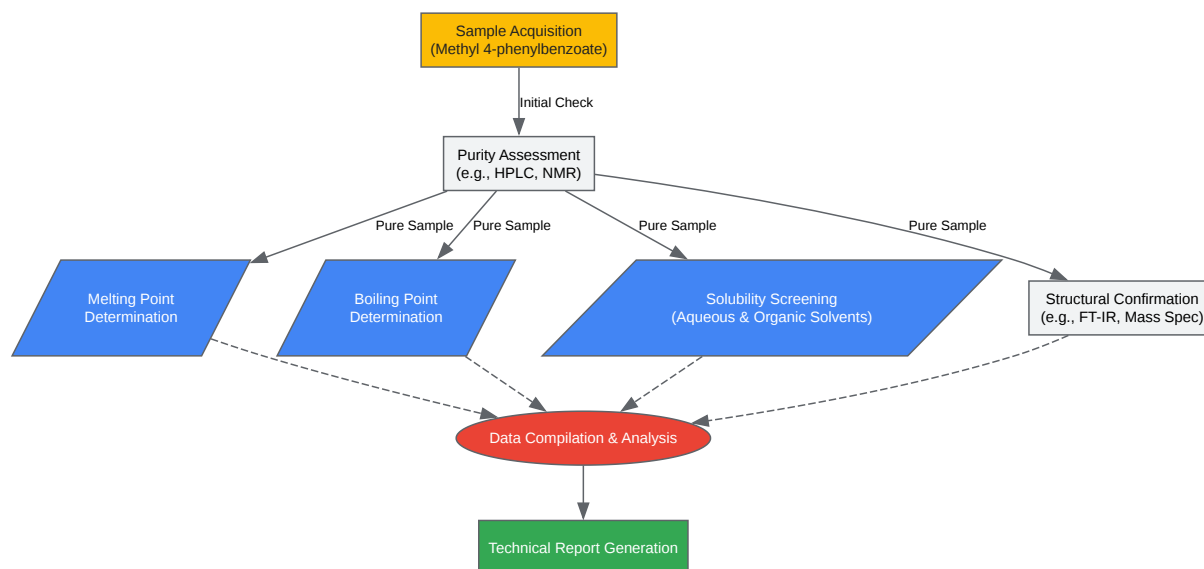 Sample Acquisition
(Methyl 4-phenylbenzoate)
Initial Check
Purity Assessment
(e.g., HPLC, NMR)
Pure Sample
Pure Sample
Pure Sample
Pure Sample
Melting Point
Determination
Boiling Point
Determination
Solubility Screening
(Aqueous & Organic Solvents)
Structural Confirmation
(e.g., FT-IR, Mass Spec)
Data Compilation & Analysis
Technical Report Generation